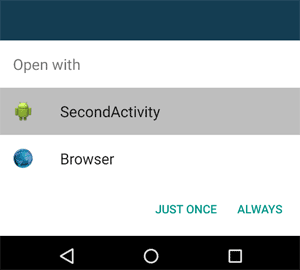 Open with
SecondActivity
Browser
JUST ONCE ALWAYS